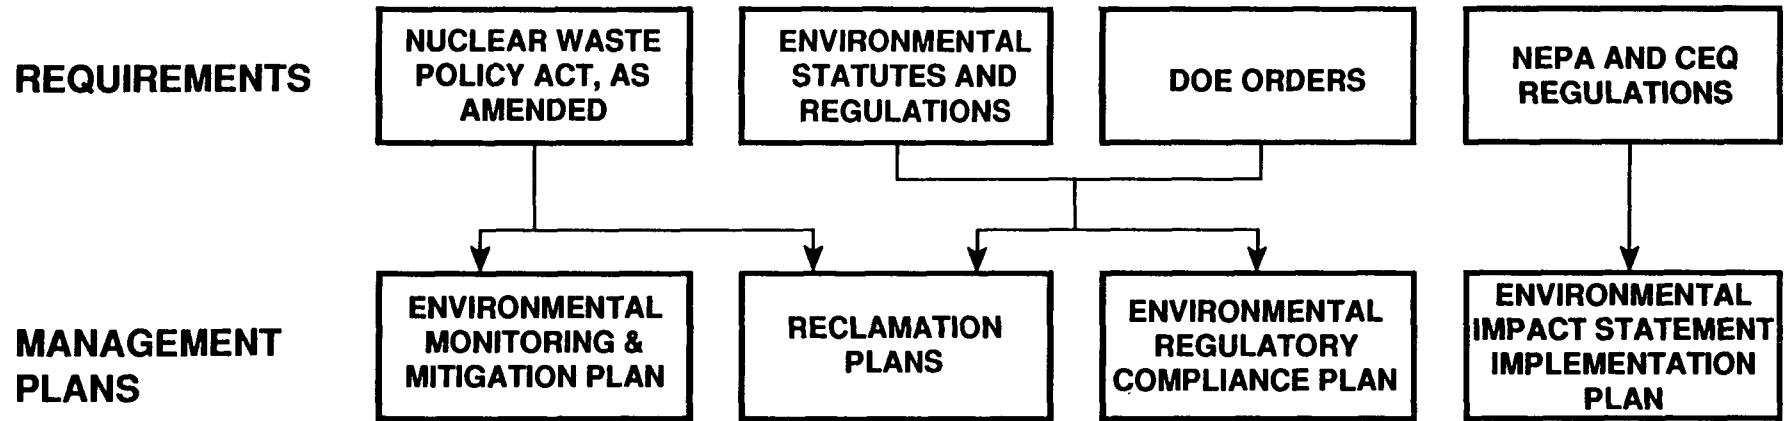 REQUIREMENTS
NUCLEAR WASTE
POLICY ACT, AS
AMENDED
ENVIRONMENTAL
STATUTES AND
REGULATIONS
DOE ORDERS
NEPA AND CEQ
REGULATIONS
MANAGEMENT
PLANS
ENVIRONMENTAL
MONITORING &
MITIGATION PLAN
RECLAMATION
PLANS
ENVIRONMENTAL
REGULATORY
COMPLIANCE PLAN
ENVIRONMENTAL
IMPACT STATEMENT
IMPLEMENTATION
PLAN